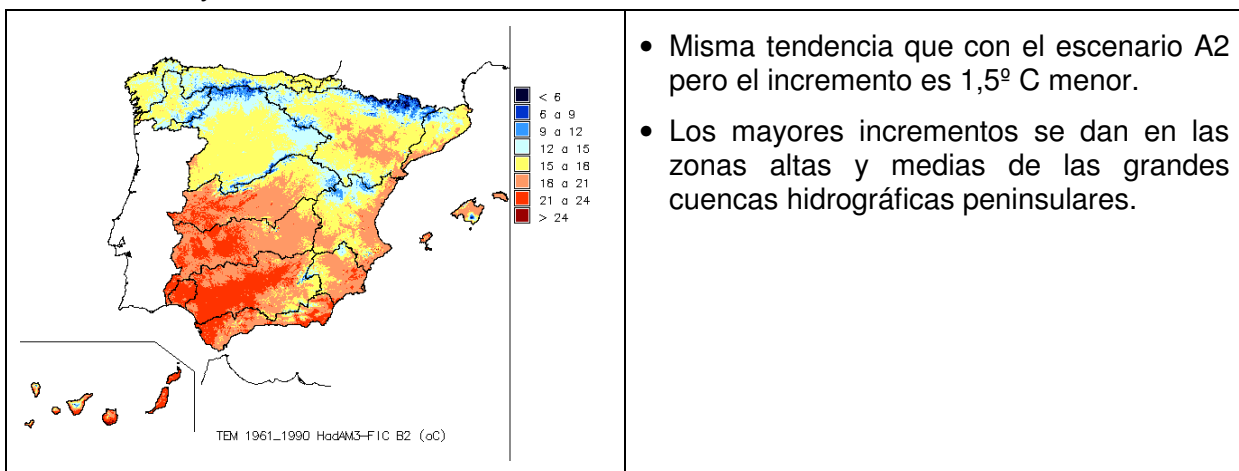 < 6
6 a 9
9 a 12
12 a 15
15 a 18
18 a 21
21 a 24
> 24
TEM 1961_1990 HadAM3-FIC B2 (oC)
• Misma tendencia que con el escenario A2
pero el incremento es 1,5º C menor.
• Los mayores incrementos se dan en las
zonas altas y medias de las grandes
cuencas hidrográficas peninsulares.